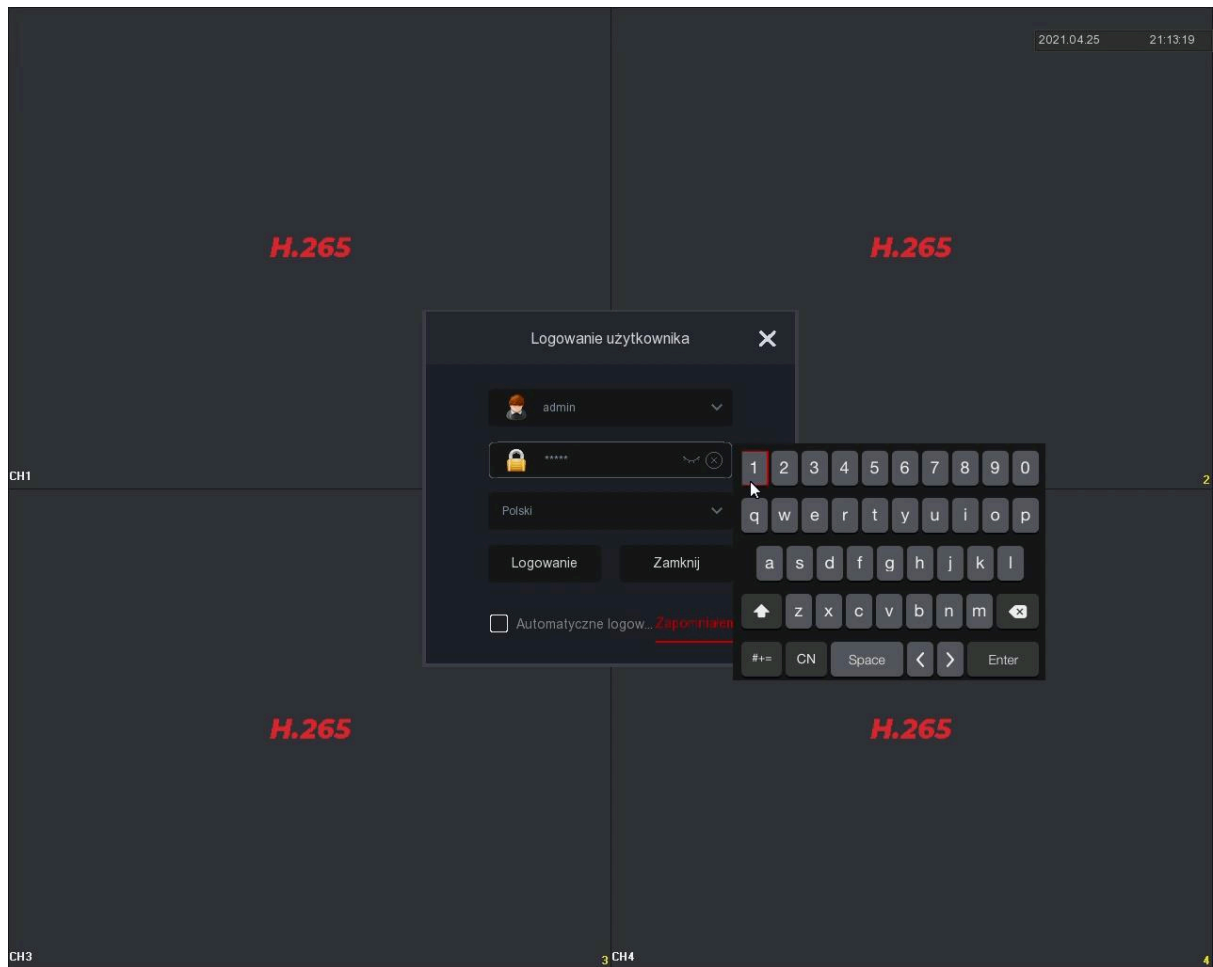 2021.04.25 21:13:19
H.265 H.265
Logowanie użytkownika
admin
*****
CH1 2
1 2 3 4 5 6 7 8 9 0
Polski
q w e r t y u i o p
Logowanie Zamknij
a s d f g h j k l
z x c v b n m
Automatyczne logow...
#+= CN Space < > Enter
H.265 H.265
CH3 3 CH4 4